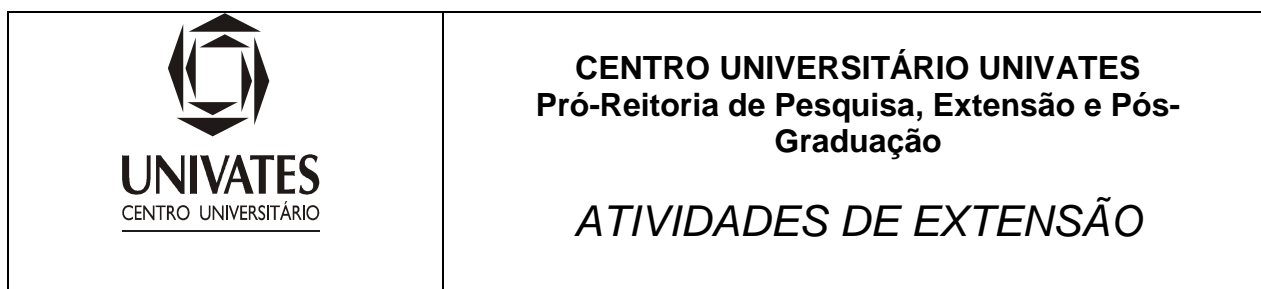 UNIVATES
CENTRO UNIVERSITÁRIO
CENTRO UNIVERSITÁRIO UNIVATES
Pró-Reitoria de Pesquisa, Extensão e Pós-
Graduação
ATIVIDADES DE EXTENSÃO